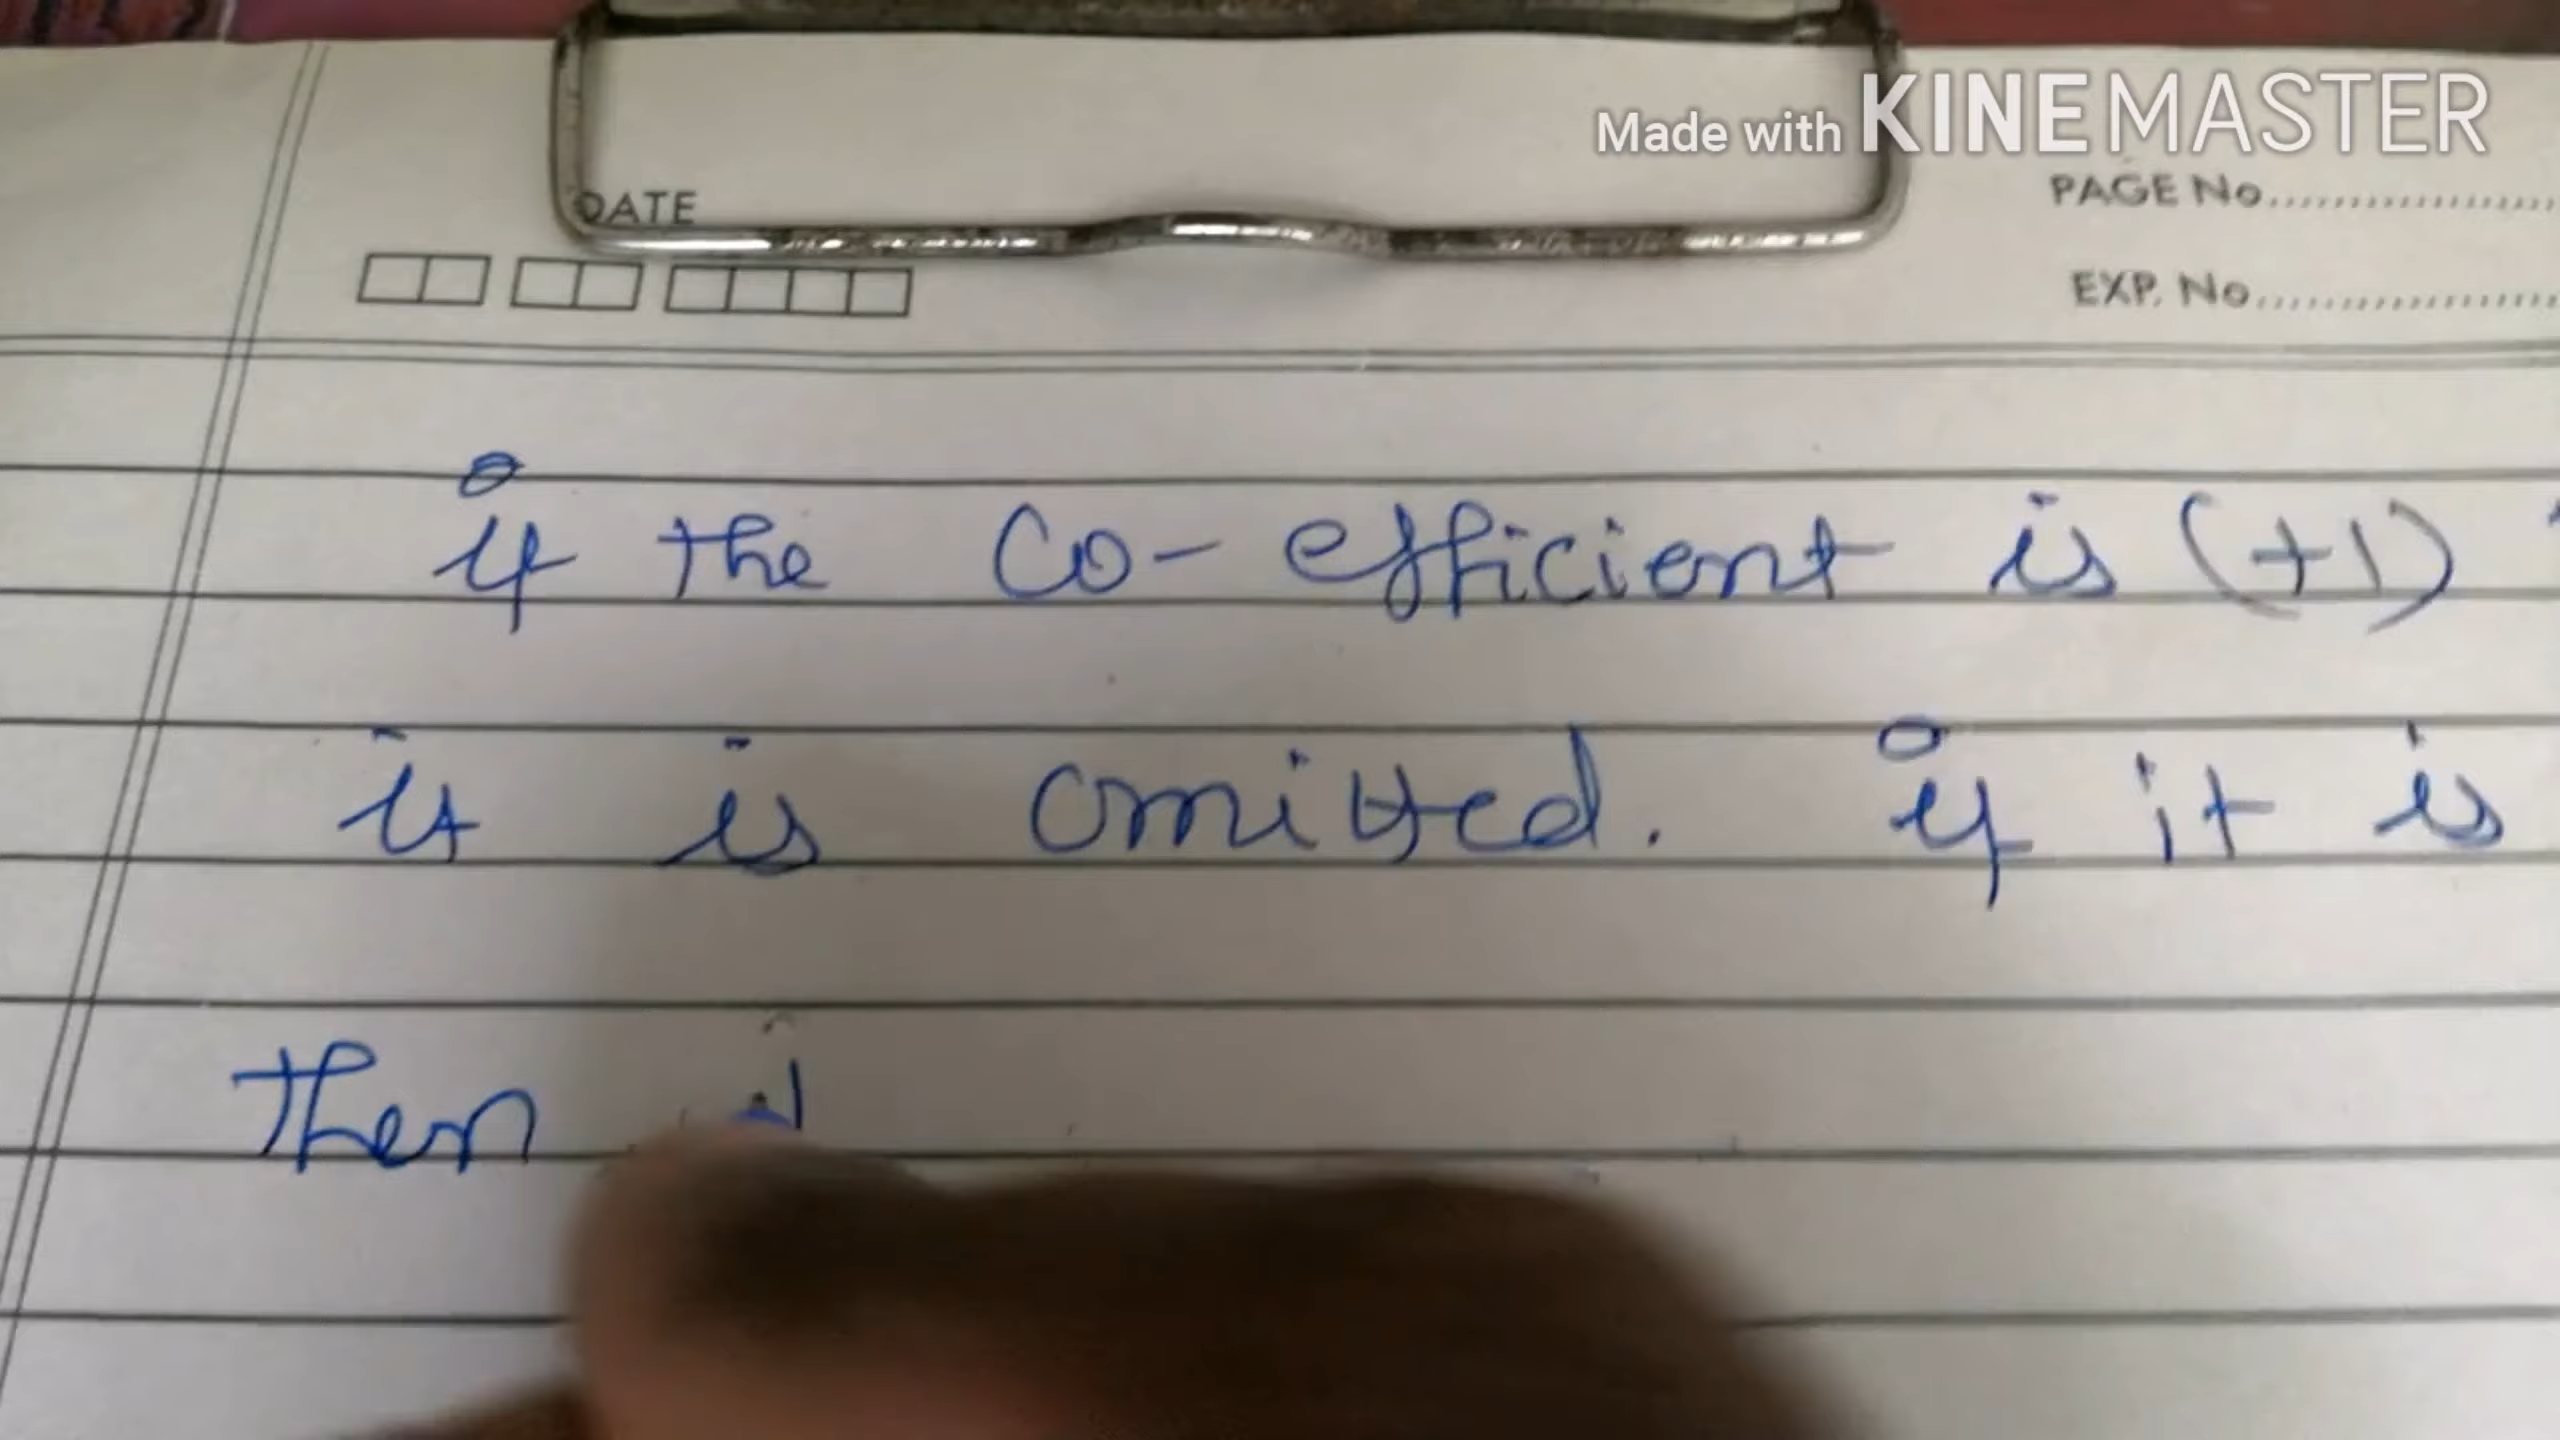 Made with KINEMASTER
DATE
PAGE No
EXP. No
if the Co-efficient is (+1)
it is omitted. if it is
then